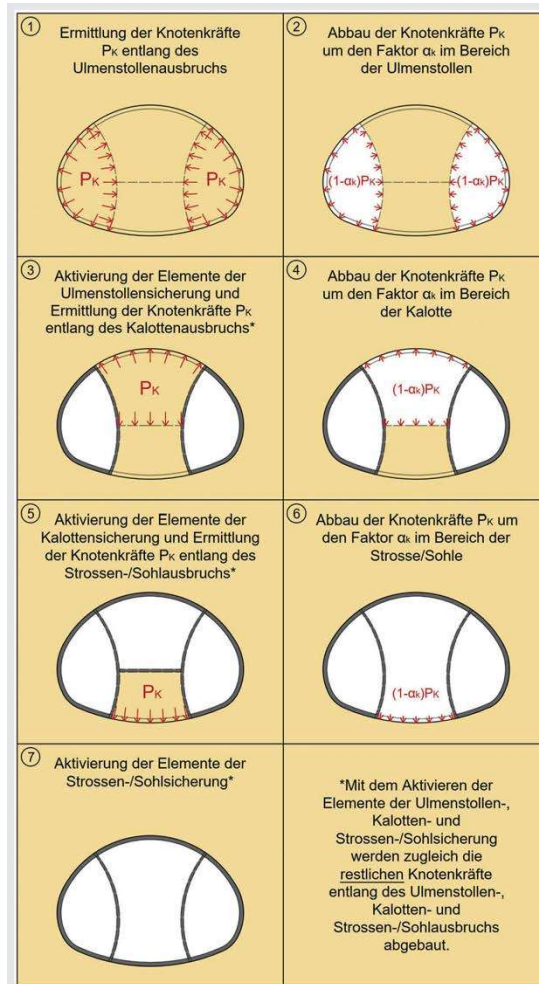 1
Ermittlung der Knotenkräfte
PK entlang des
Ulmenstollenausbruchs
PK
PK
2
Abbau der Knotenkräfte PK
um den Faktor αk im Bereich
der Ulmenstollen
(1-αk)PK
(1-αk)PK
3
Aktivierung der Elemente der
Ulmenstollensicherung und
Ermittlung der Knotenkräfte PK
entlang des Kalottenausbruchs*
PK
4
Abbau der Knotenkräfte PK
um den Faktor αk im Bereich
der Kalotte
(1-αk)PK
5
Aktivierung der Elemente der
Kalottensicherung und Ermittlung
der Knotenkräfte PK entlang des
Strossen-/Sohlausbruchs*
PK
6
Abbau der Knotenkräfte PK um
den Faktor αk im Bereich der
Strosse/Sohle
(1-αk)PK
7
Aktivierung der Elemente der
Strossen-/Sohlsicherung*
*Mit dem Aktivieren der
Elemente der Ulmenstollen-,
Kalotten- und
Strossen-/Sohlsicherung
werden zugleich die
restlichen Knotenkräfte
entlang des Ulmenstollen-,
Kalotten- und
Strossen-/Sohlausbruchs
abgebaut.